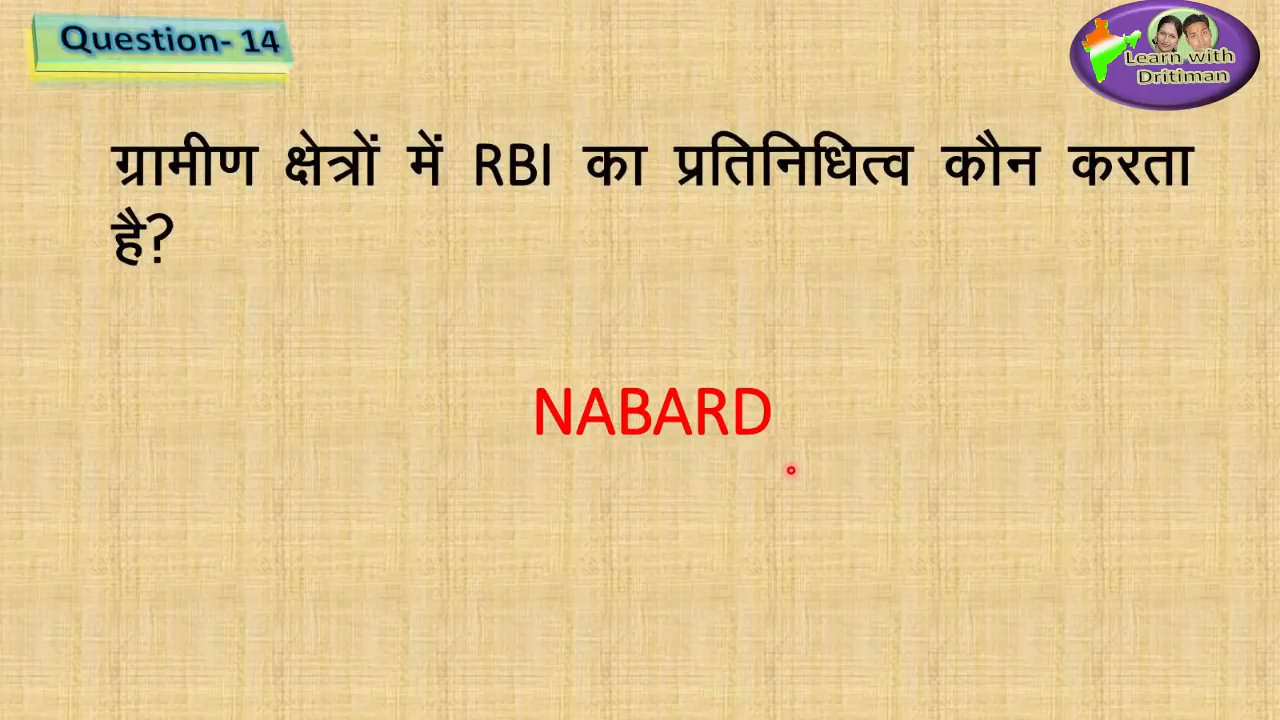 Question- 14
Learn with
Dritiman
ग्रामीण क्षेत्रों में RBI का प्रतिनिधित्व कौन करता
है?
NABARD